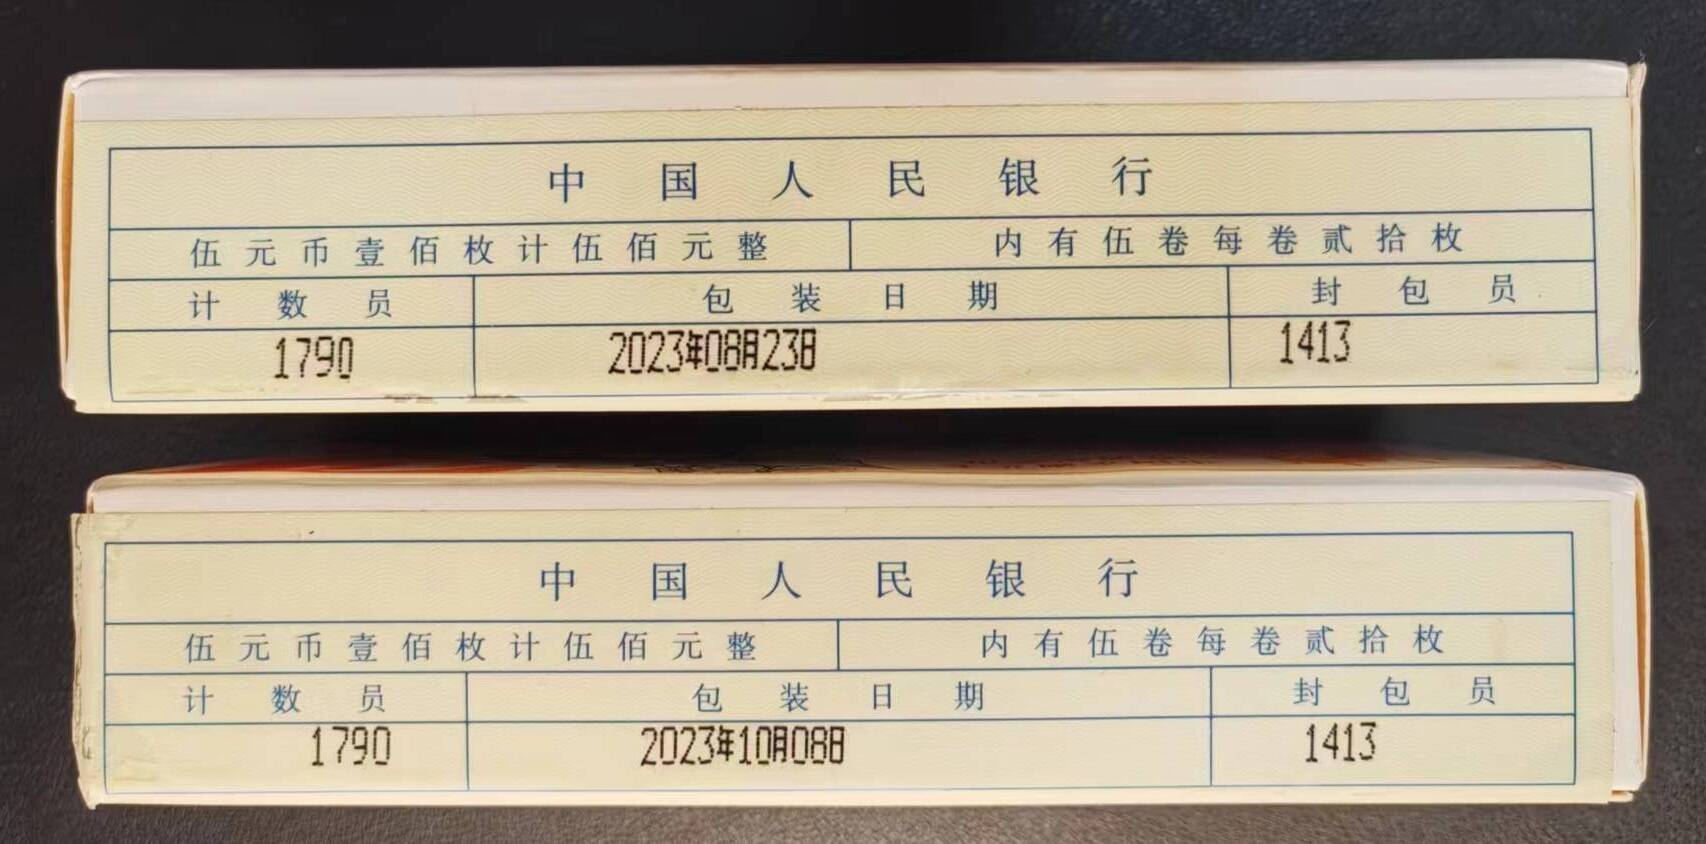 中国人民银行
伍元币壹佰枚计伍佰元整 内有伍卷每卷贰拾枚
计数员 包装日期 封包员
1790 2023年08月23日 1413
中国人民银行
伍元币壹佰枚计伍佰元整 内有伍卷每卷贰拾枚
计数员 包装日期 封包员
1790 2023年10月08日 1413